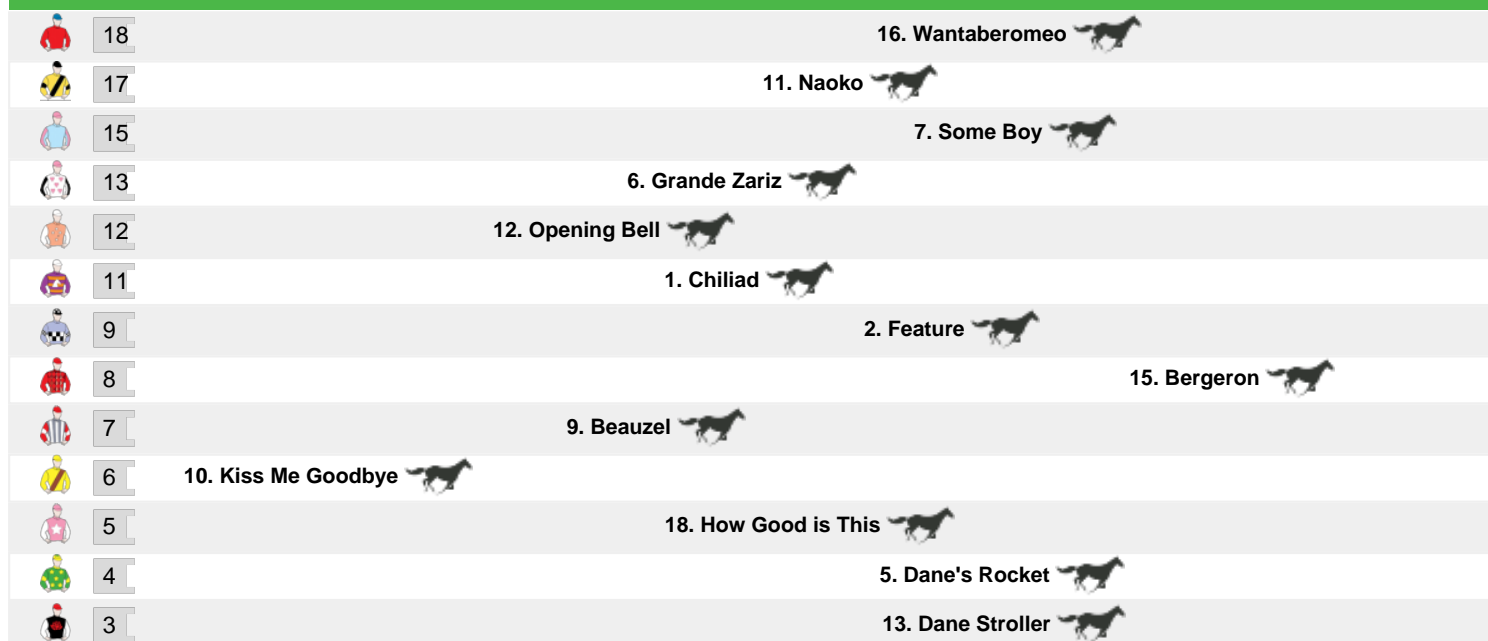 18 16. Wantaberomeo
17 11. Naoko
15 7. Some Boy
13 6. Grande Zariz
12 12. Opening Bell
11 1. Chiliad
9 2. Feature
8 15. Bergeron
7 9. Beauzel
6 10. Kiss Me Goodbye
5 18. How Good is This
4 5. Dane's Rocket
3 13. Dane Stroller